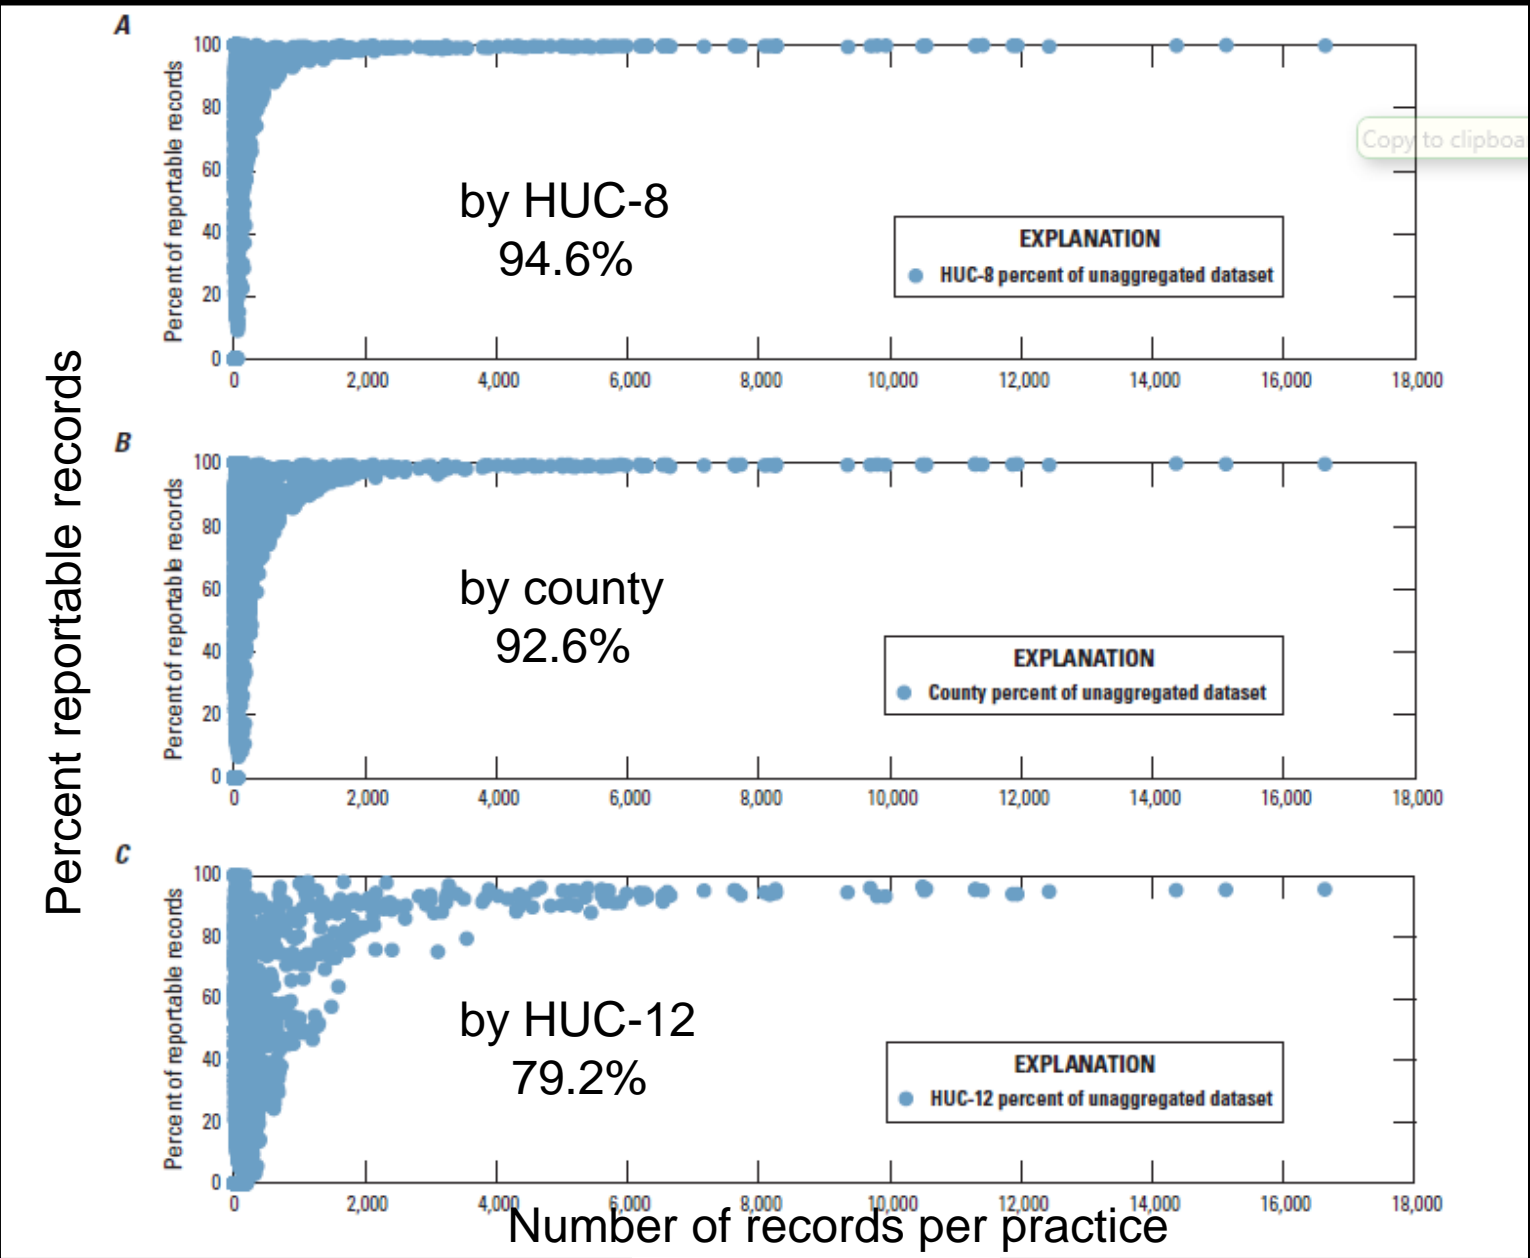 Percent reportable records
A
Percent of reportable records
100
80
60
40
20
0
by HUC-8
94.6%
EXPLANATION
HUC-8 percent of unaggregated dataset
Copy to clipboa
0 2,000 4,000 6,000 8,000 10,000 12,000 14,000 16,000 18,000
B
Percent of reportable records
100
80
60
40
20
0
by county
92.6%
EXPLANATION
County percent of unaggregated dataset
0 2,000 4,000 6,000 8,000 10,000 12,000 14,000 16,000 18,000
C
Percent of reportable records
100
80
60
40
20
0
by HUC-12
79.2%
EXPLANATION
HUC-12 percent of unaggregated dataset
0 2,000 4,000 6,000 8,000 10,000 12,000 14,000 16,000 18,000
Number of records per practice